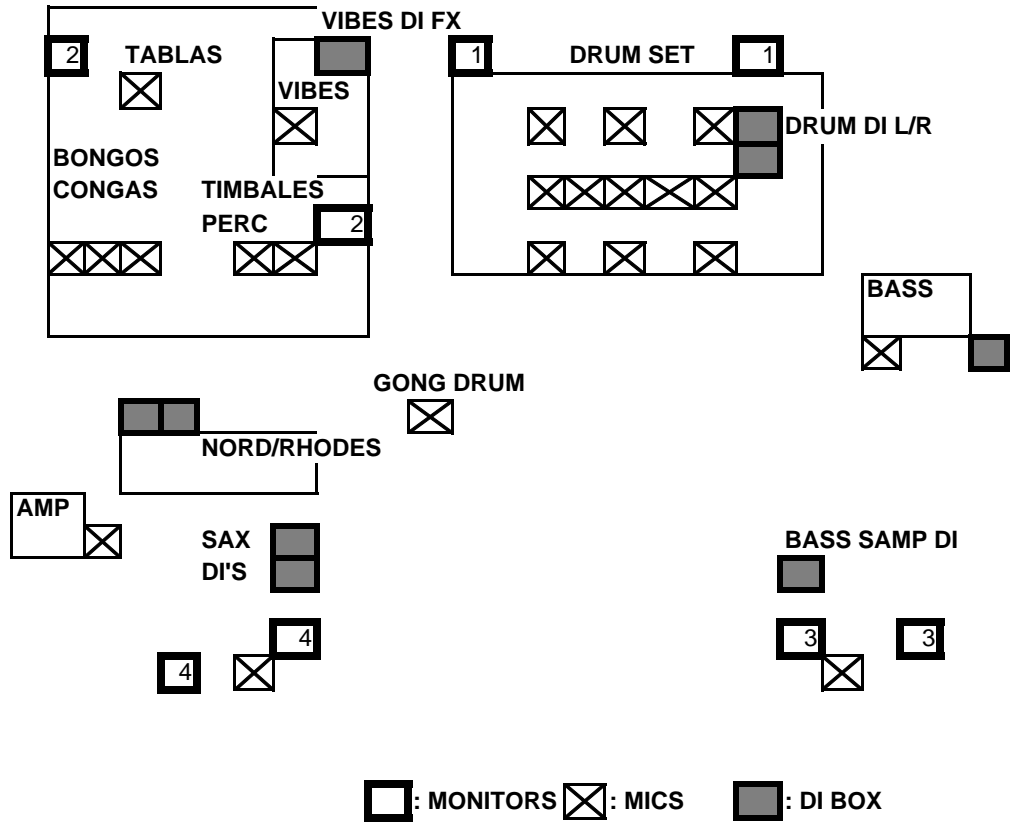 VIBES DI FX
2
TABLAS
1
DRUM SET
1
VIBES
DRUM DI L/R
BONGOS
CONGAS
TIMBALES
PERC
2
BASS
GONG DRUM
NORD/RHODES
AMP
SAX
DI'S
BASS SAMP DI
4
4
3
3
: MONITORS
: MICS
: DI BOX